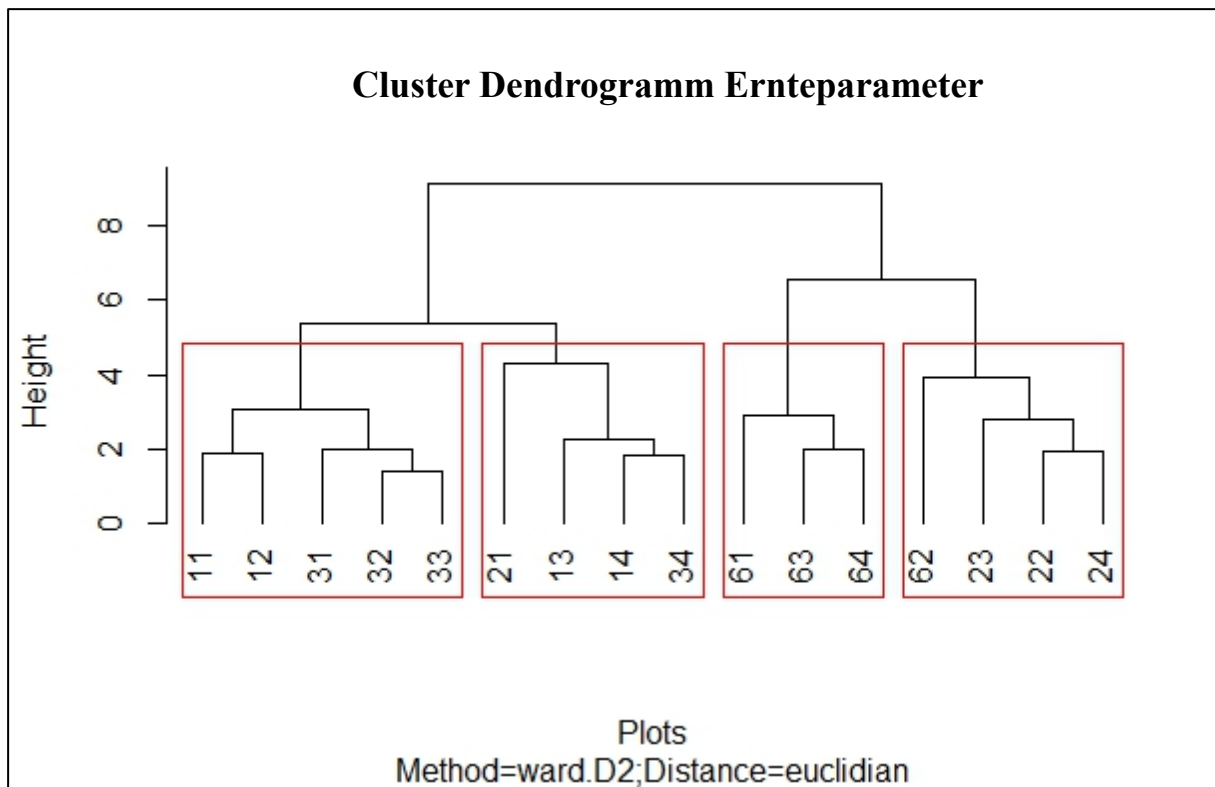 Cluster Dendrogramm Ernteparameter
Height
8
6
4
2
0
11 12 31 32 33 21 13 14 34 61 63 64 62 23 22 24
Plots
Method=ward.D2;Distance=euclidian